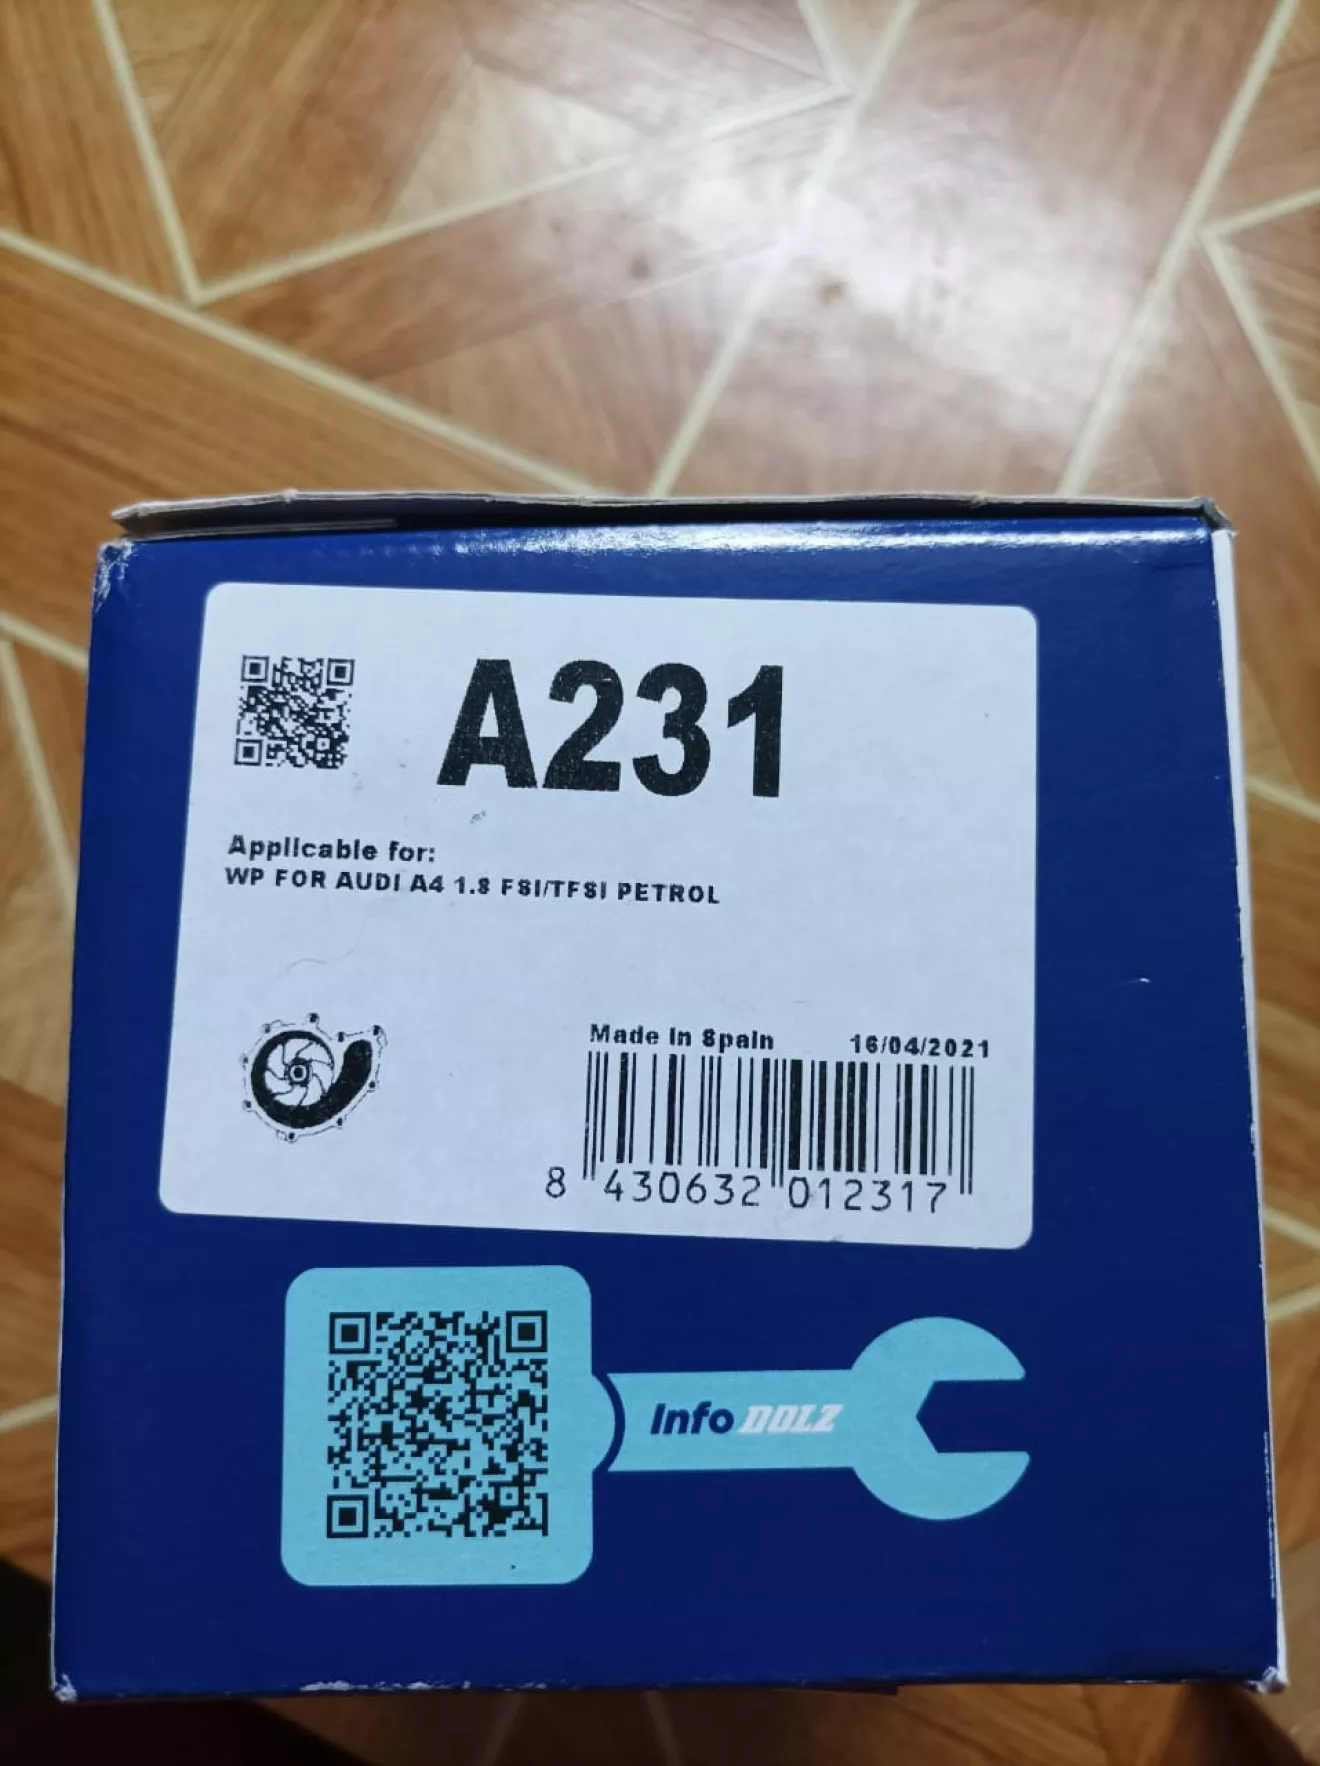 A231
Applicable for:
WP FOR AUDI A4 1.8 FSI/TFSI PETROL
Made in Spain 16/04/2021
8 430632 012317
Info DOLZ